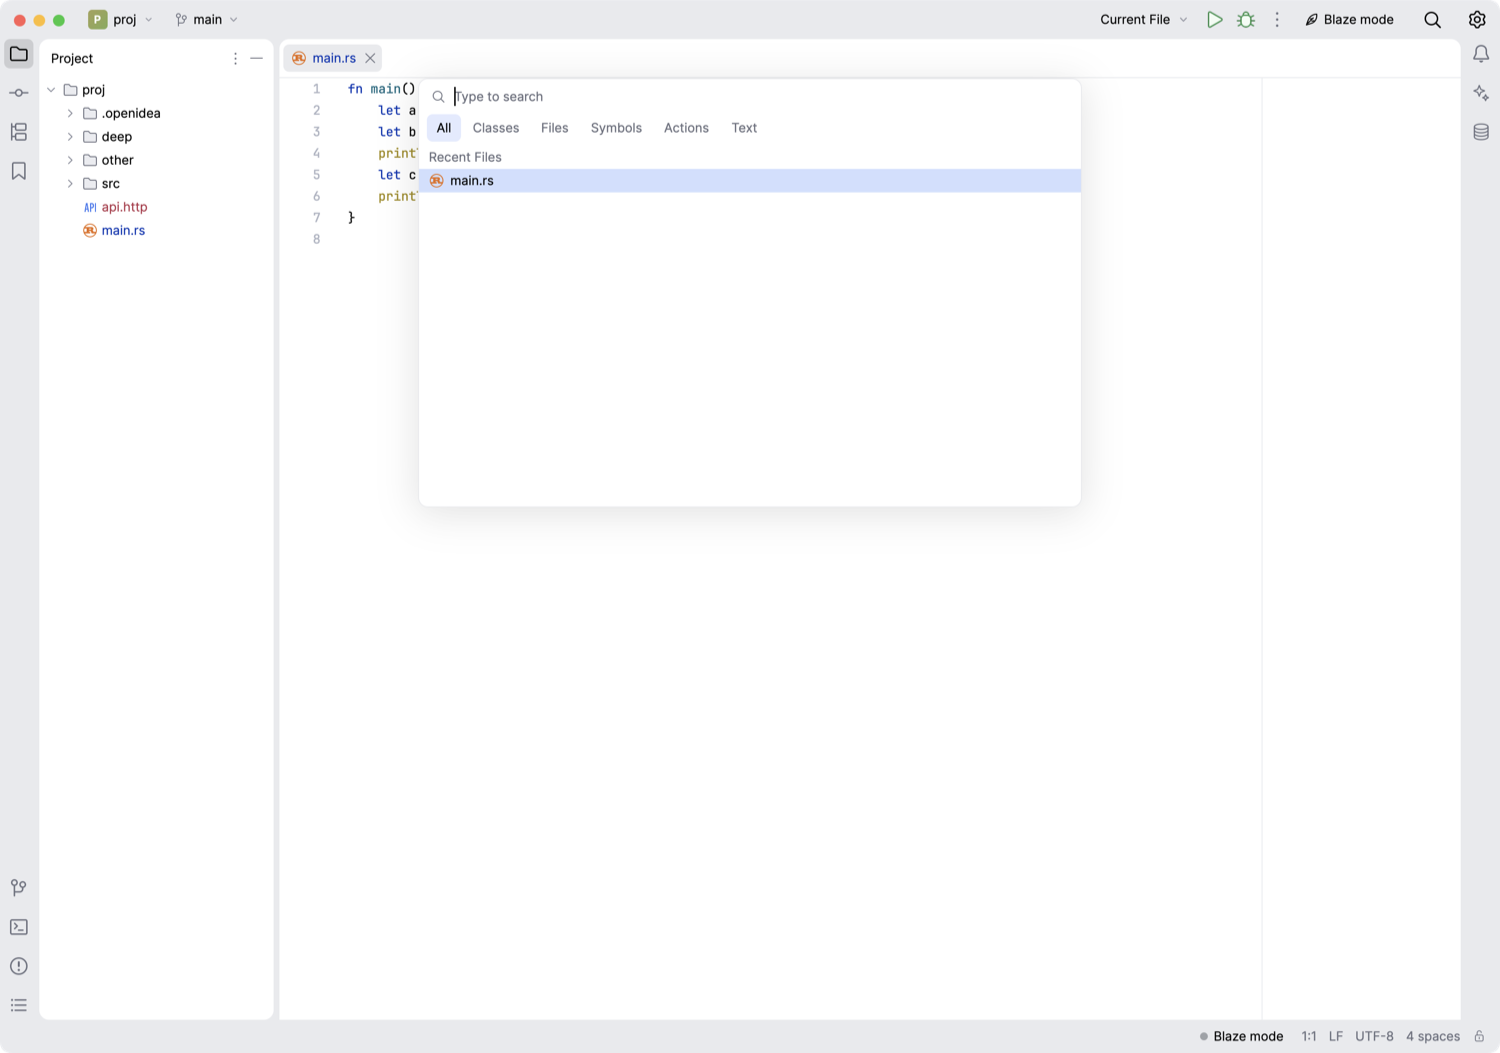 P proj main Current File Blaze mode
Project
main.rs
proj
.openidea
deep
other
src
API api.http
main.rs
1 fn main()
2 let a
3 let b
4 print
5 let c
6 print
7 }
8
Type to search
All Classes Files Symbols Actions Text
Recent Files
main.rs
Blaze mode 1:1 LF UTF-8 4 spaces